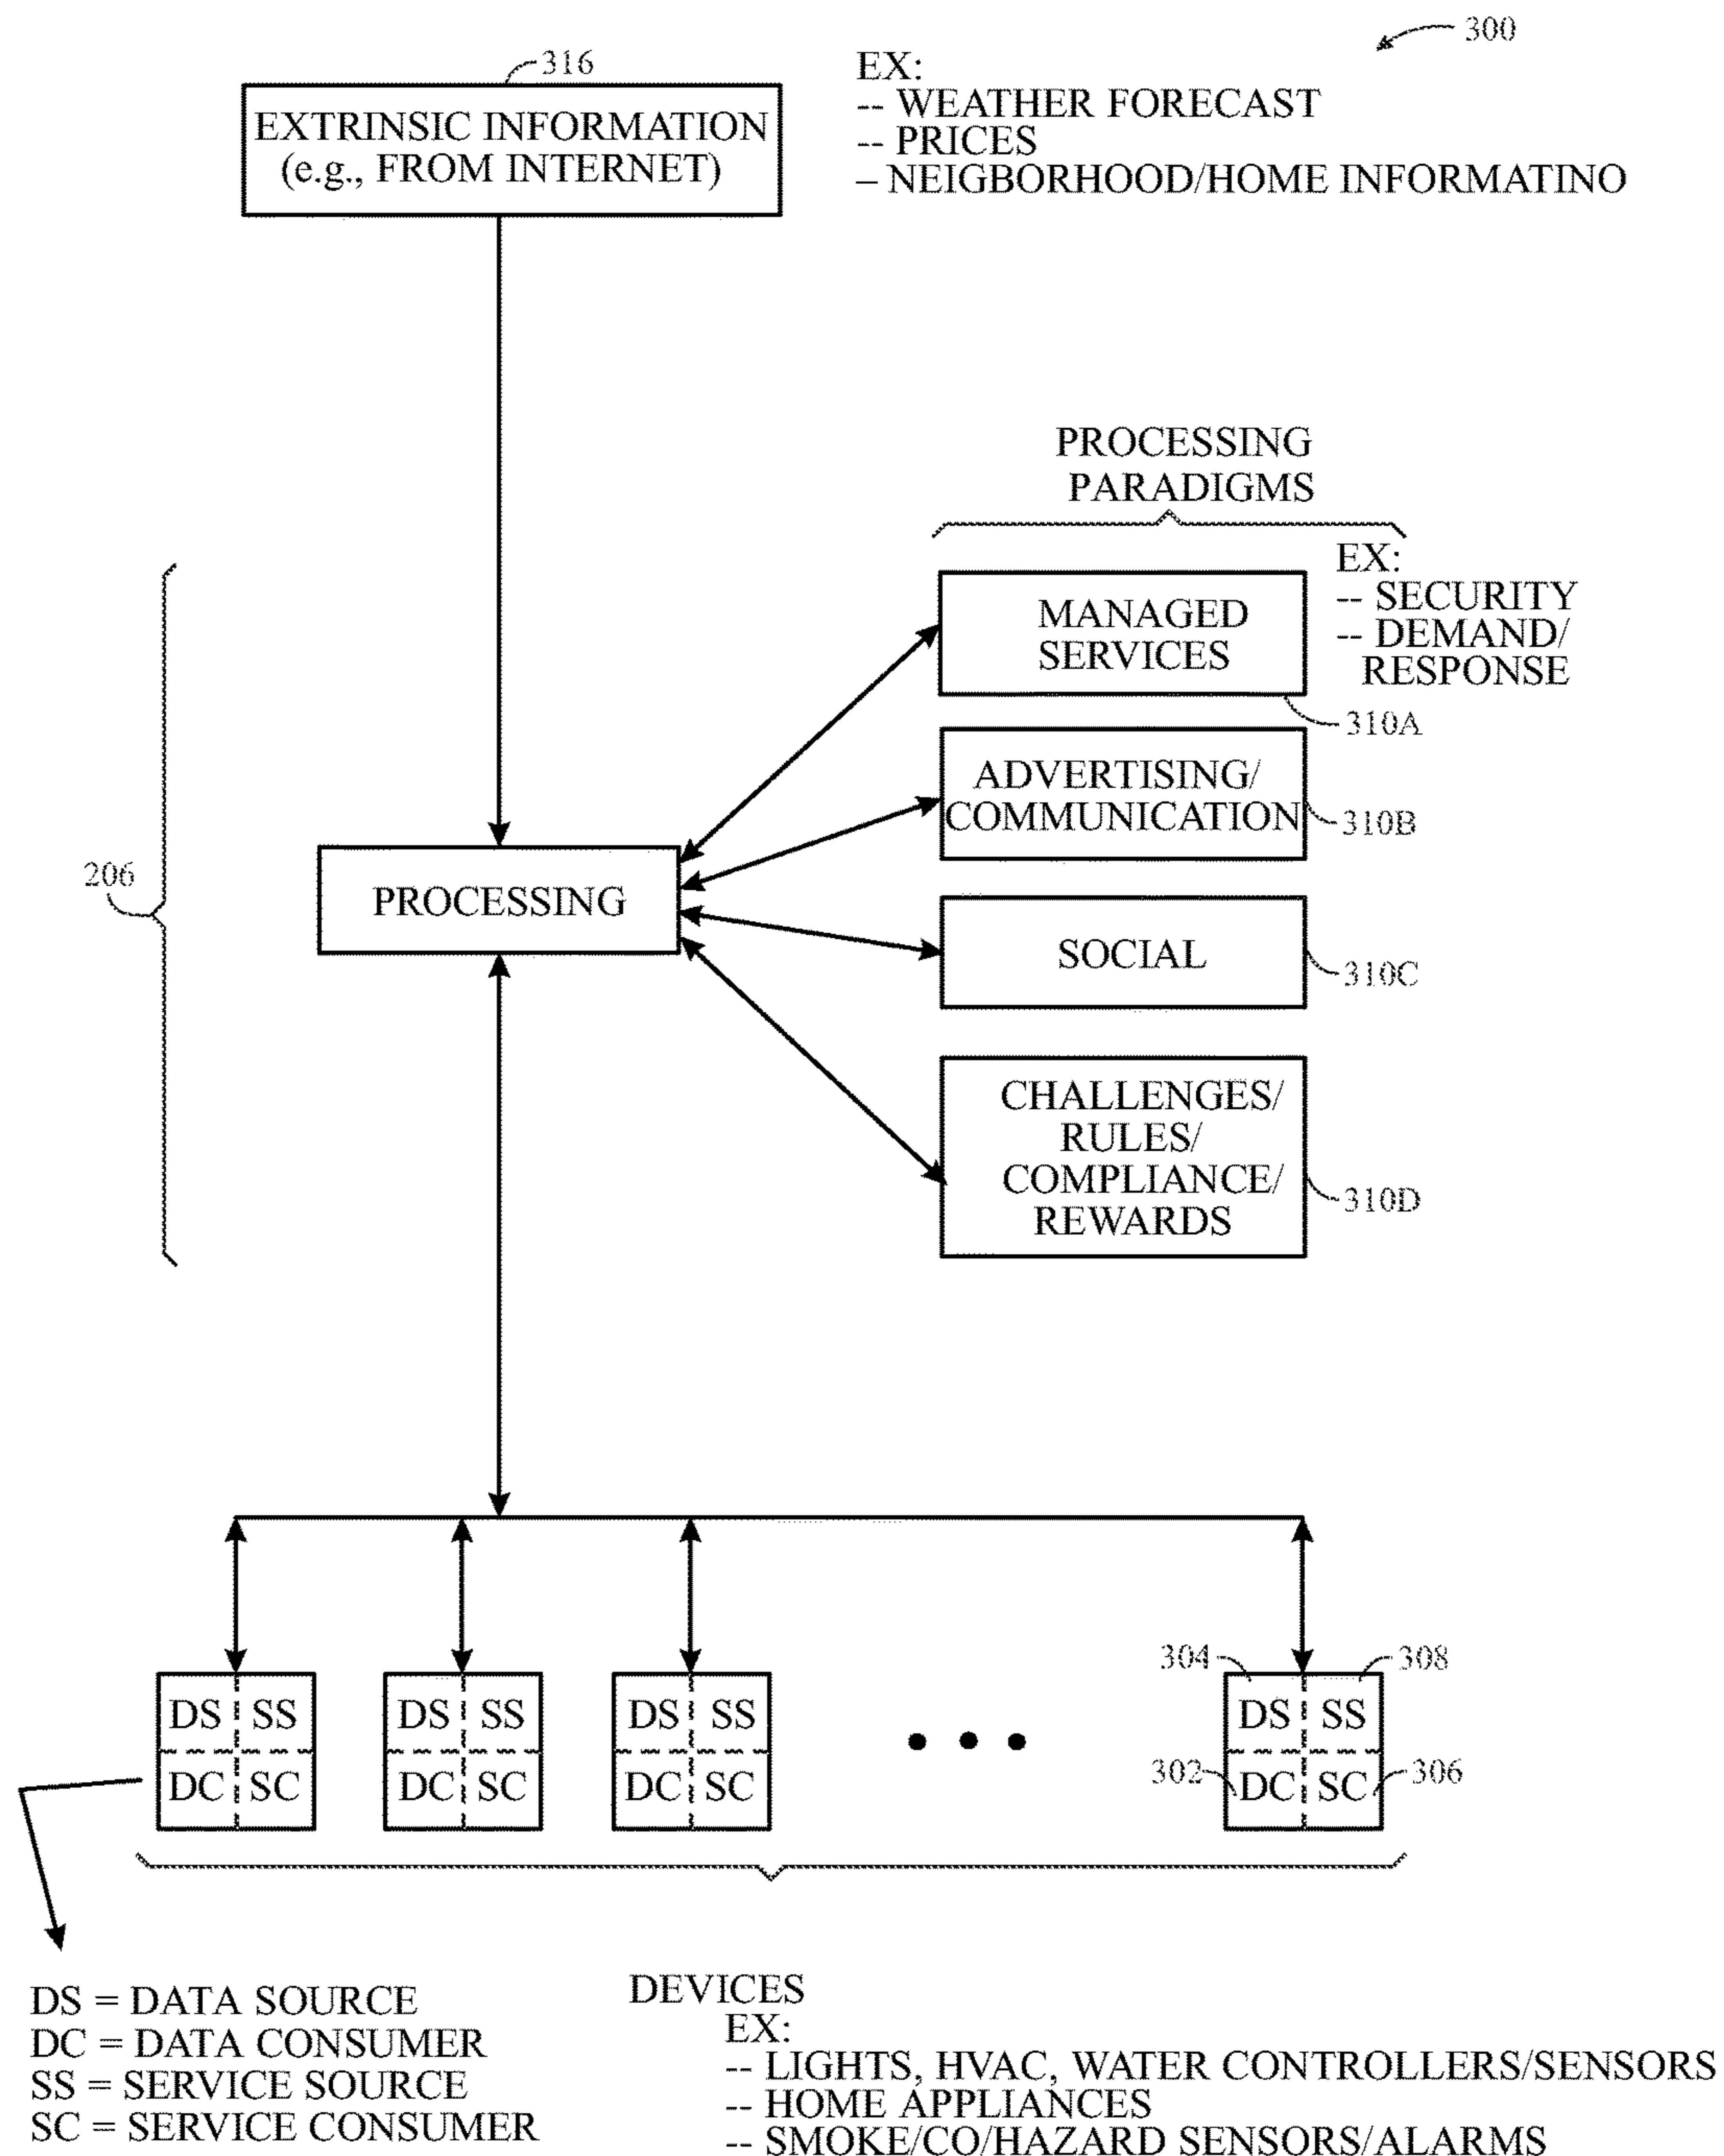 300
316
EXTRINSIC INFORMATION
(e.g., FROM INTERNET)
EX:
-- WEATHER FORECAST
-- PRICES
– NEIGBORHOOD/HOME INFORMATINO
PROCESSING
PARADIGMS
MANAGED
SERVICES
EX:
-- SECURITY
-- DEMAND/
RESPONSE
310A
ADVERTISING/
COMMUNICATION
310B
206
PROCESSING
SOCIAL
310C
CHALLENGES/
RULES/
COMPLIANCE/
REWARDS
310D
DS SS
DC SC
DS SS
DC SC
DS SS
DC SC
• • •
304
308
DS SS
302
DC SC
306
DS = DATA SOURCE
DC = DATA CONSUMER
SS = SERVICE SOURCE
SC = SERVICE CONSUMER
DEVICES
EX:
-- LIGHTS, HVAC, WATER CONTROLLERS/SENSORS
-- HOME APPLIANCES
-- SMOKE/CO/HAZARD SENSORS/ALARMS